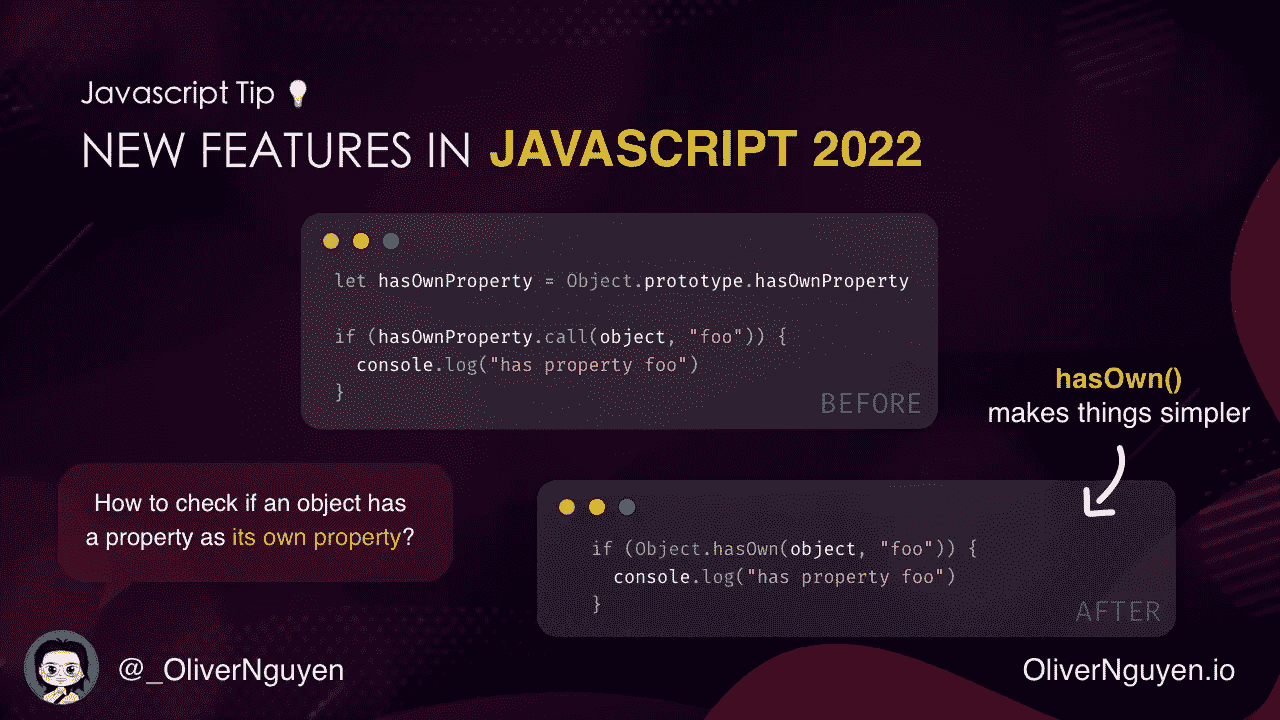 Javascript Tip 💡
NEW FEATURES IN JAVASCRIPT 2022
let hasOwnProperty = Object.prototype.hasOwnProperty
if (hasOwnProperty.call(object, "foo")) {
  console.log("has property foo")
}
BEFORE
hasOwn()
makes things simpler
How to check if an object has
a property as its own property?
if (Object.hasOwn(object, "foo")) {
  console.log("has property foo")
}
AFTER
@_OliverNguyen
OliverNguyen.io